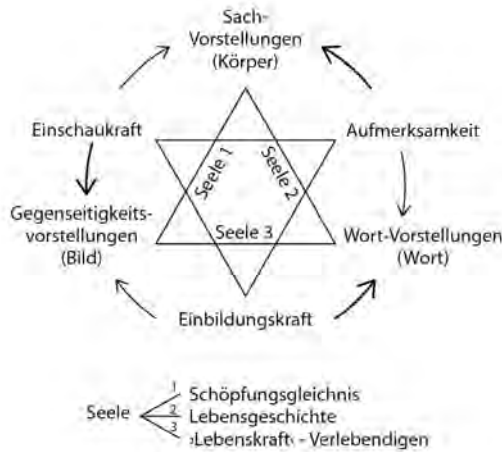 Sach-
Vorstellungen
(Körper)
Einschaukraft
Aufmerksamkeit
Seele 1
Seele 2
Gegenseitigkeits-
vorstellungen
(Bild)
Seele 3
Wort-Vorstellungen
(Wort)
Einbildungskraft
1 Schöpfungsgleichnis
Seele 2 Lebensgeschichte
3 ›Lebenskraft‹ - Verlebendigen